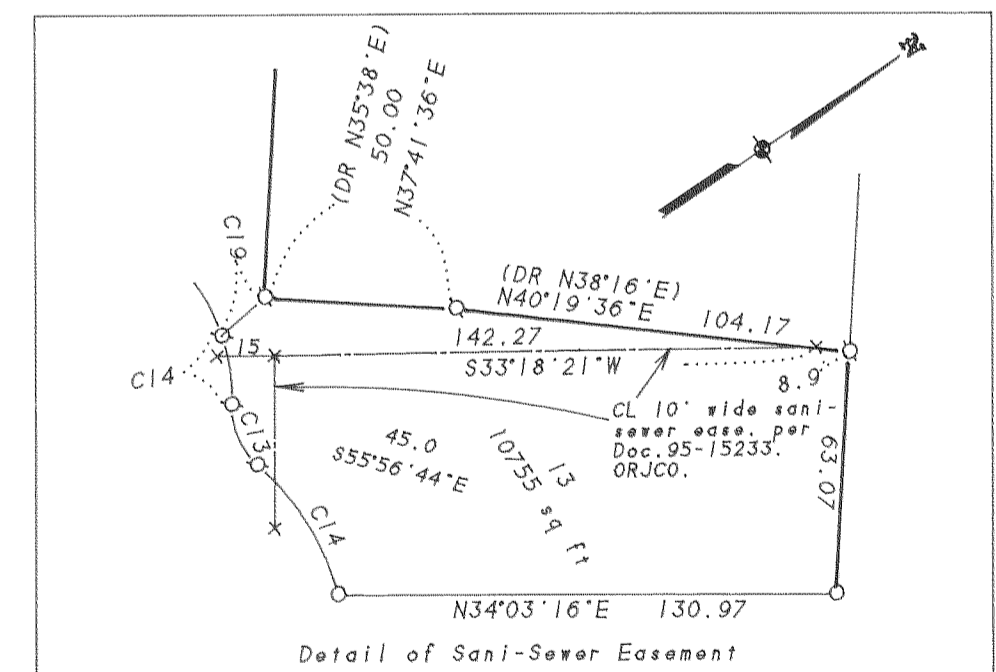 (DR N35°38'E)
50.00
N37°41'36"E
C19
(DR N38°16'E)
N40°19'36"E
104.17
142.27
15
S33°18'21"W
C14
8.9
CL 10' wide sani-
sewer ease. per
Doc.95-15233.
ORJCO.
63.07
C13
45.0
S55°56'44"E
13
10755 sq ft
C14
N34°03'16"E 130.97
Detail of Sani-Sewer Easement